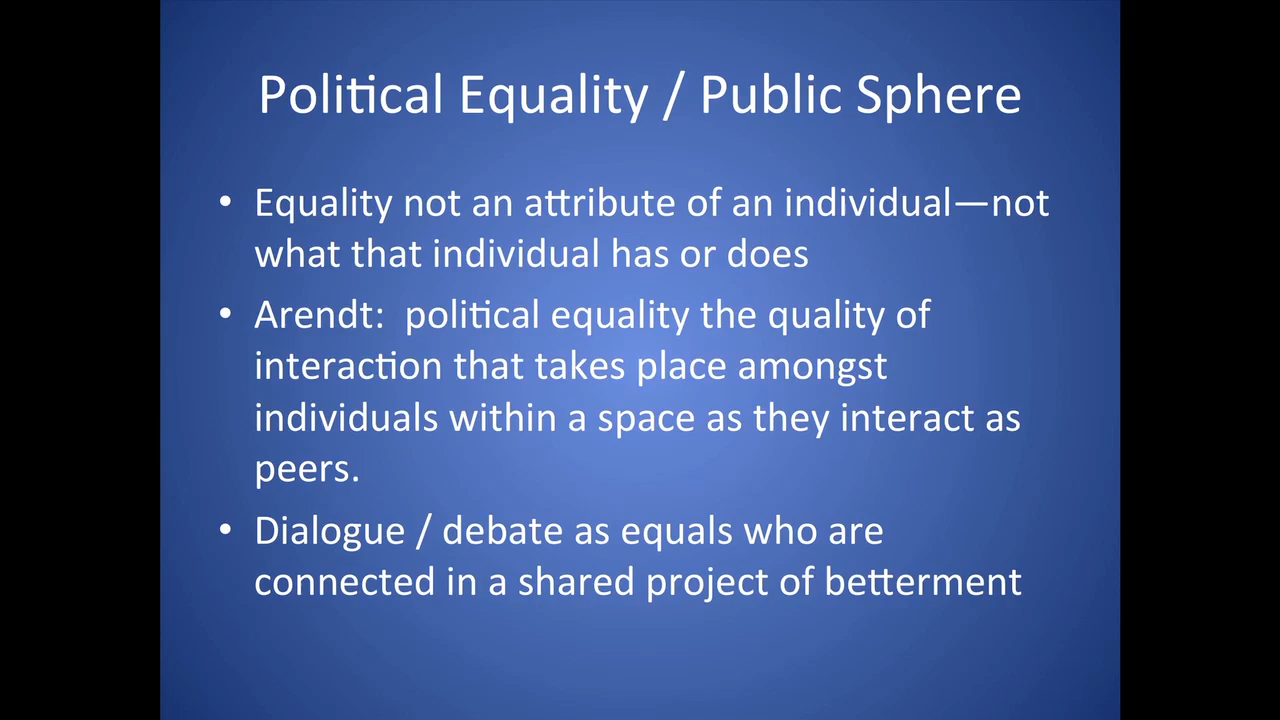 Political Equality / Public Sphere
• Equality not an attribute of an individual—not
what that individual has or does
• Arendt:  political equality the quality of
interaction that takes place amongst
individuals within a space as they interact as
peers.
• Dialogue / debate as equals who are
connected in a shared project of betterment